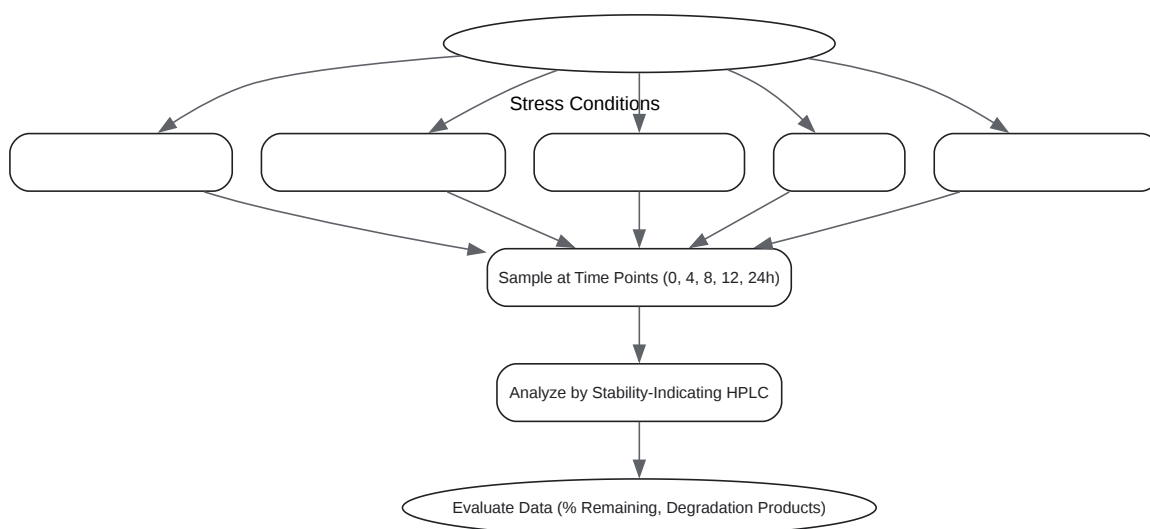 Stress Conditions
Sample at Time Points (0, 4, 8, 12, 24h)
Analyze by Stability-Indicating HPLC
Evaluate Data (% Remaining, Degradation Products)